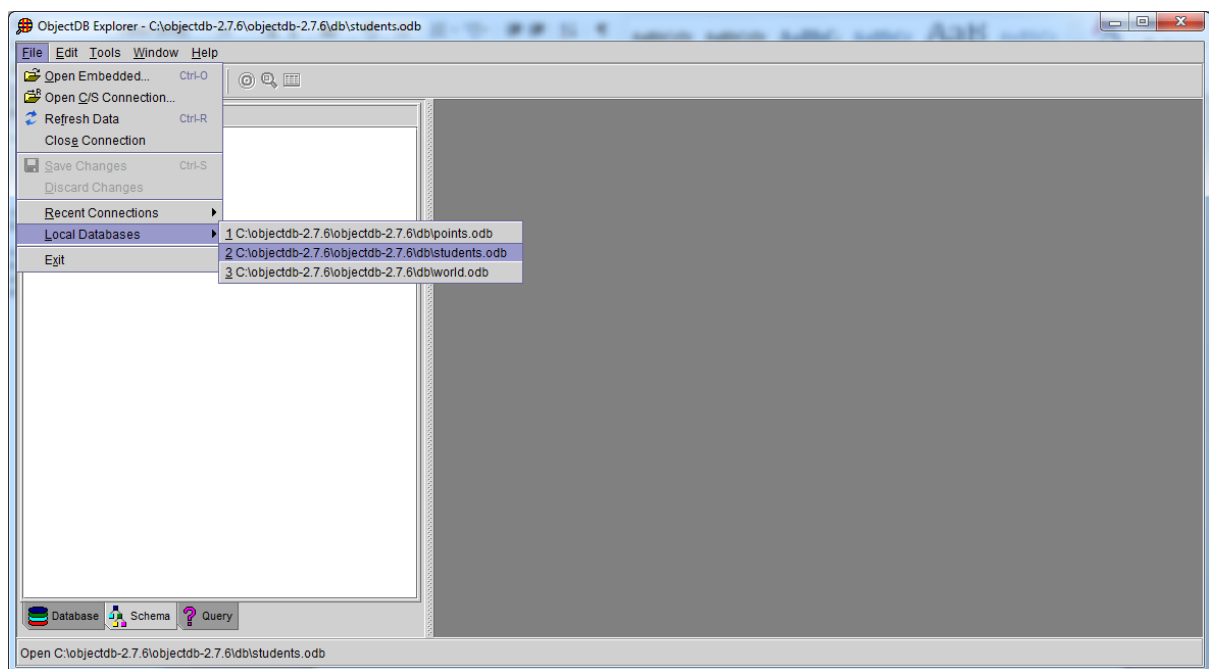 ObjectDB Explorer - C:\objectdb-2.7.6\objectdb-2.7.6\db\students.odb
File Edit Tools Window Help
Open Embedded... Ctrl-O
Open C/S Connection...
Refresh Data Ctrl-R
Close Connection
Save Changes Ctrl-S
Discard Changes
Recent Connections
Local Databases
1 C:\objectdb-2.7.6\objectdb-2.7.6\db\points.odb
2 C:\objectdb-2.7.6\objectdb-2.7.6\db\students.odb
3 C:\objectdb-2.7.6\objectdb-2.7.6\db\world.odb
Exit
Database Schema Query
Open C:\objectdb-2.7.6\objectdb-2.7.6\db\students.odb